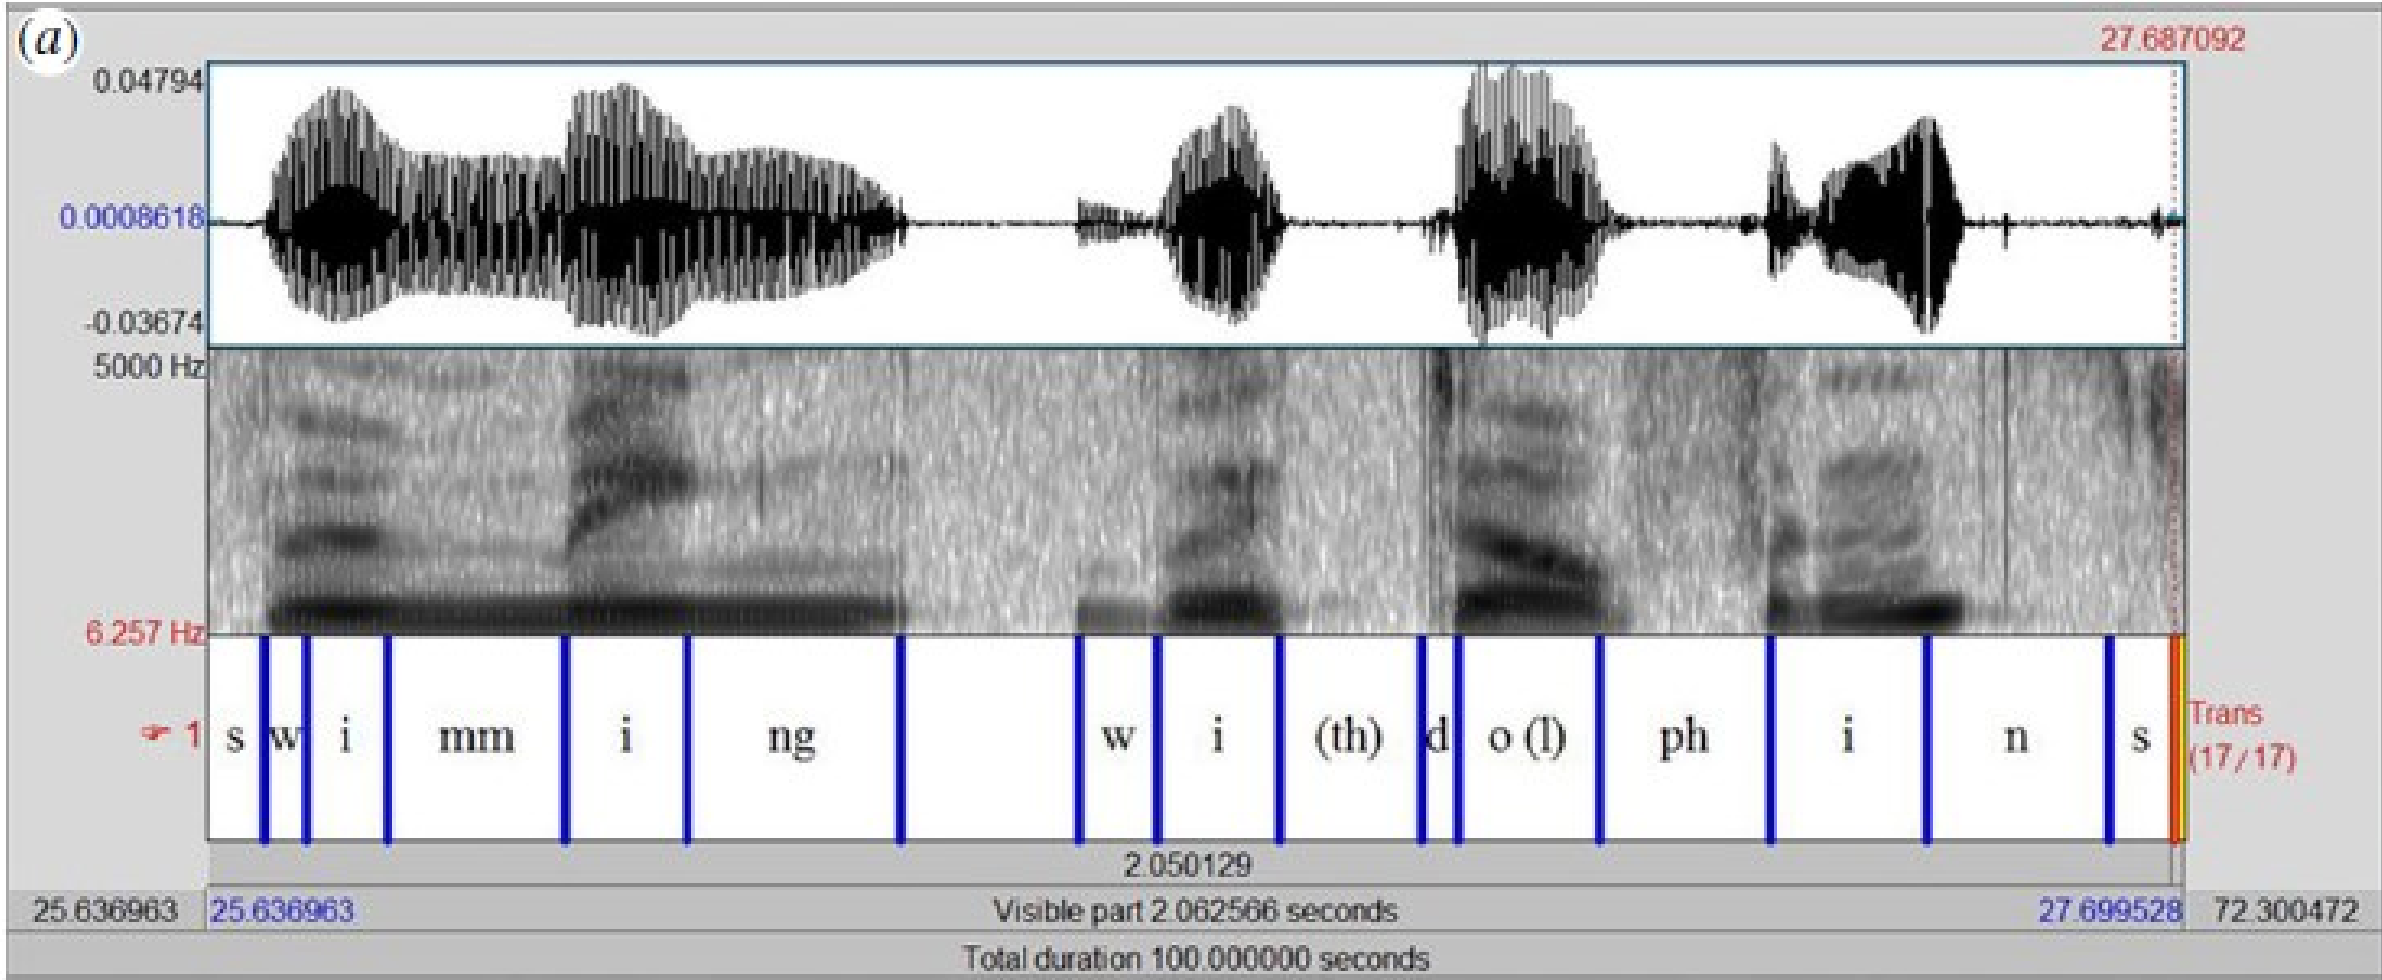 (a)
27.687092
0.04794
0.0008618
-0.03674
5000 Hz
6.257 Hz
☞ 1 s w i mm i ng w i (th) d o (l) ph i n s Trans
(17/17)
2.050129
25.636963 25.636963 Visible part 2.062566 seconds 27.699528 72.300472
Total duration 100.000000 seconds